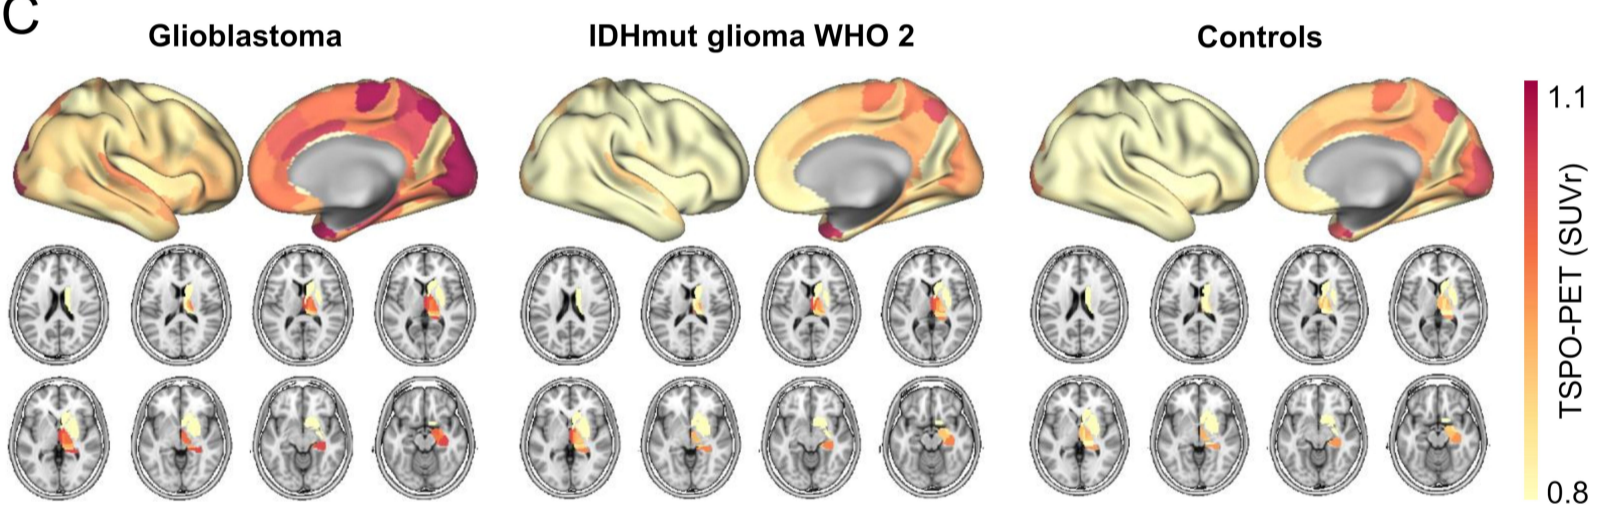 C
Glioblastoma
IDHmut glioma WHO 2
Controls
1.1
TSPO-PET (SUVr)
0.8